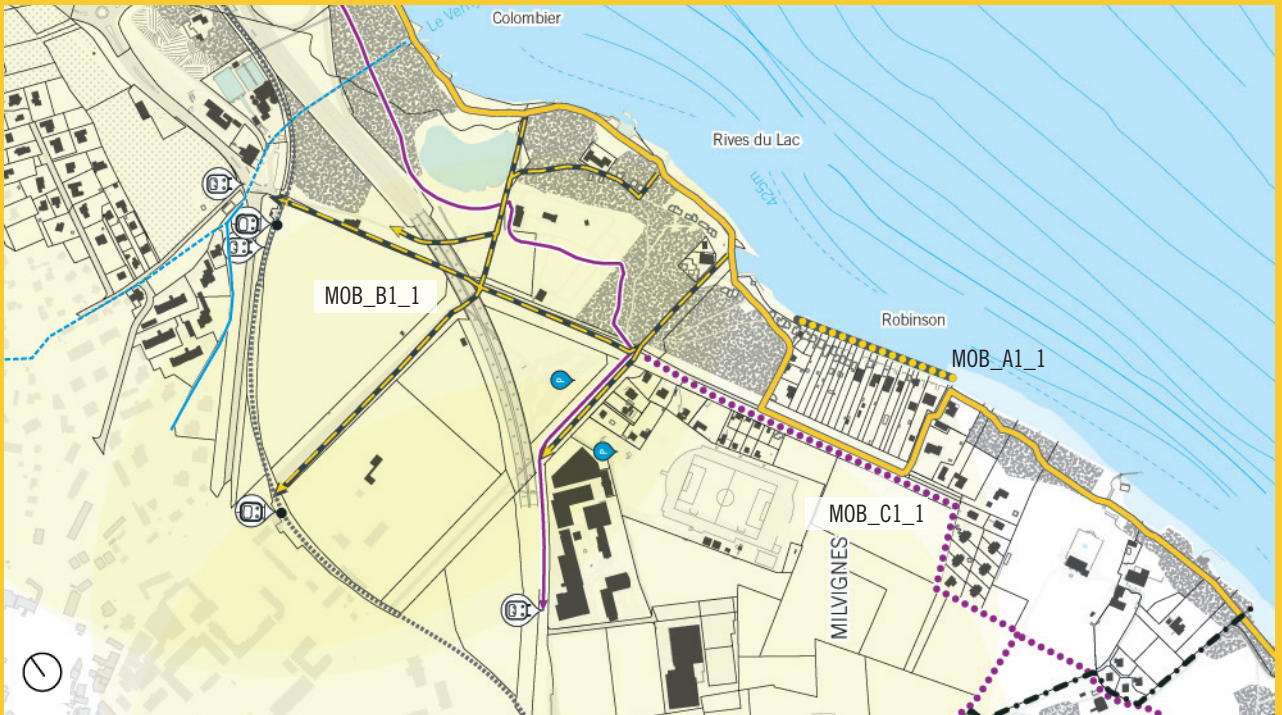 Colombier
Rives du Lac
425m
MOB_B1_1
Robinson
MOB_A1_1
P
P
MOB_C1_1
MILVIGNES